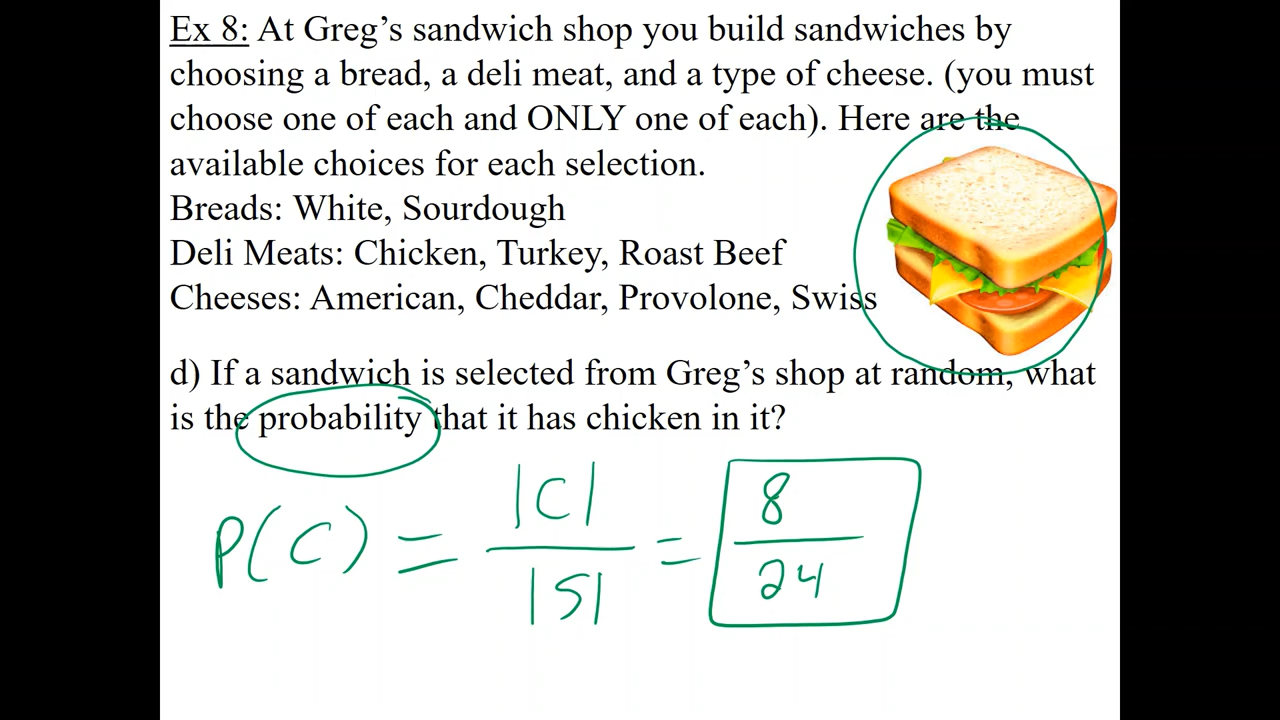 Ex 8: At Greg’s sandwich shop you build sandwiches by
choosing a bread, a deli meat, and a type of cheese. (you must
choose one of each and ONLY one of each). Here are the
available choices for each selection.
Breads: White, Sourdough
Deli Meats: Chicken, Turkey, Roast Beef
Cheeses: American, Cheddar, Provolone, Swiss
d) If a sandwich is selected from Greg’s shop at random, what
is the probability that it has chicken in it?
P(C) = |C| / |S| = 8 / 24